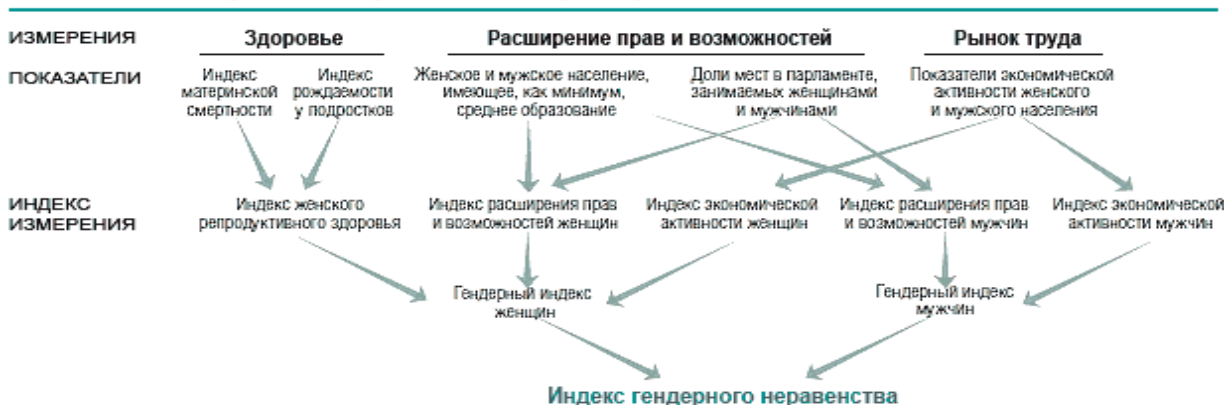 ИЗМЕРЕНИЯ
Здоровье
Расширение прав и возможностей
Рынок труда
ПОКАЗАТЕЛИ
Индекс
материнской
смертности
Индекс
рождаемости
у подростков
Женское и мужское население,
имеющее, как минимум,
среднее образование
Доли мест в парламенте,
занимаемых женщинами
и мужчинами
Показатели экономической
активности женского
и мужского населения
ИНДЕКС
ИЗМЕРЕНИЯ
Индекс женского
репродуктивного здоровья
Индекс расширения прав
и возможностей женщин
Индекс экономической
активности женщин
Индекс расширения прав
и возможностей мужчин
Индекс экономической
активности мужчин
Гендерный индекс
женщин
Гендерный индекс
мужчин
Индекс гендерного неравенства